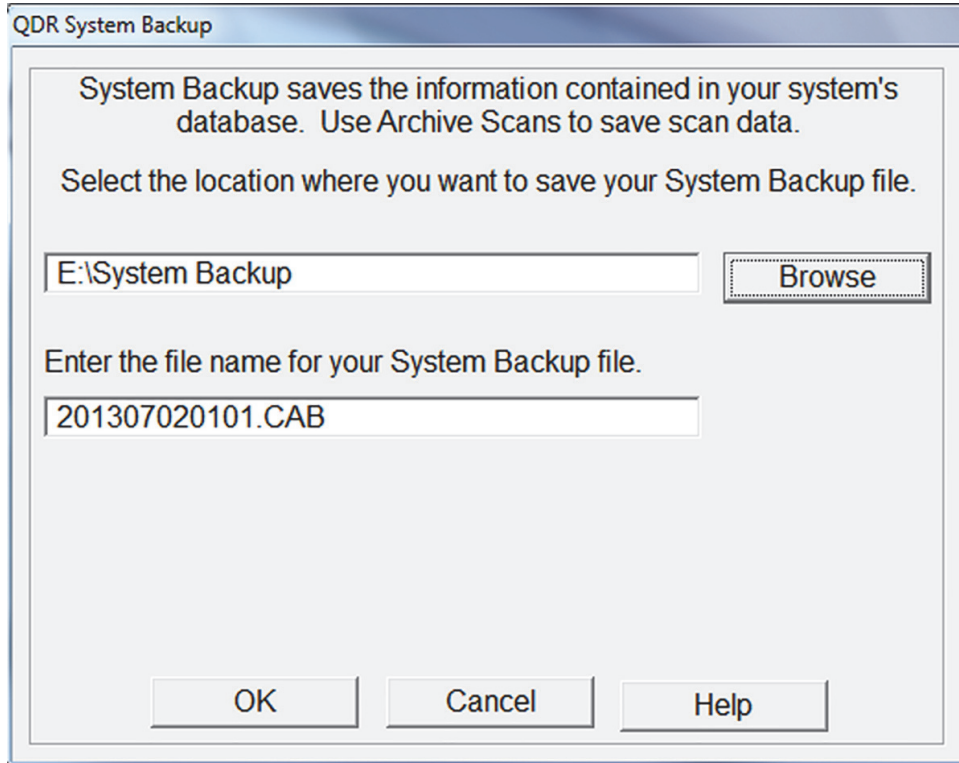 QDR System Backup
System Backup saves the information contained in your system's
database.  Use Archive Scans to save scan data.
Select the location where you want to save your System Backup file.
E:\System Backup
Browse
Enter the file name for your System Backup file.
201307020101.CAB
OK
Cancel
Help